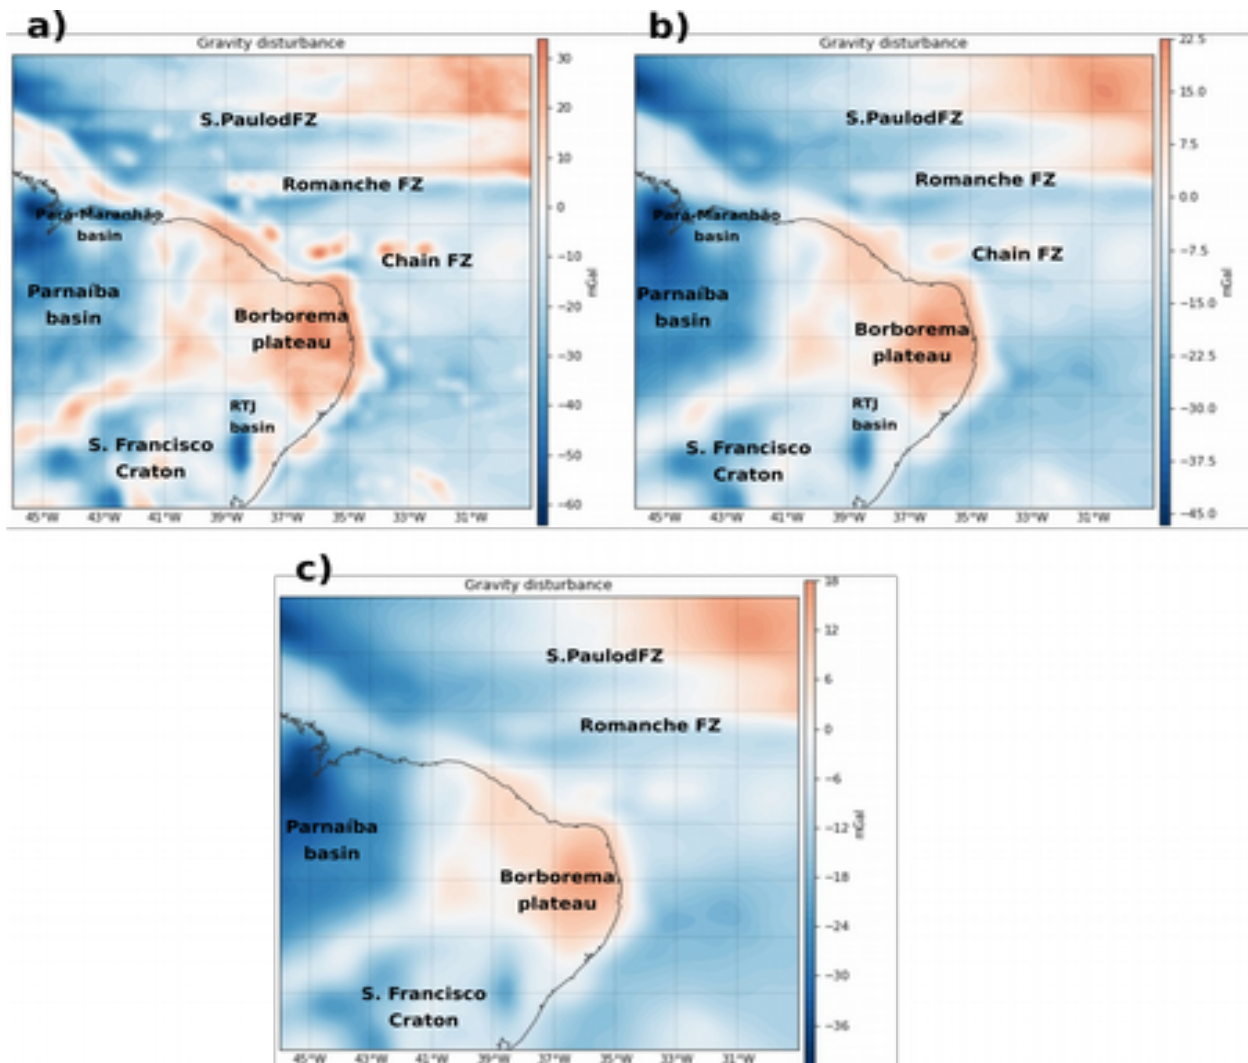 a)
Gravity disturbance
S.PaulodFZ
Romanche FZ
Pará-Maranhão
basin
Chain FZ
Parnaíba
basin
Borborema
plateau
RTJ
basin
S. Francisco
Craton
45°W 43°W 41°W 39°W 37°W 35°W 33°W 31°W
30
20
10
0
−10
−20
−30
−40
−50
−60
mGal
b)
Gravity disturbance
S.PaulodFZ
Romanche FZ
Pará-Maranhão
basin
Chain FZ
Parnaíba
basin
Borborema
plateau
RTJ
basin
S. Francisco
Craton
45°W 43°W 41°W 39°W 37°W 35°W 33°W 31°W
22.5
15.0
7.5
0.0
−7.5
−15.0
−22.5
−30.0
−37.5
−45.0
mGal
c)
Gravity disturbance
S.PaulodFZ
Romanche FZ
Parnaíba
basin
Borborema
plateau
S. Francisco
Craton
45°W 43°W 41°W 39°W 37°W 35°W 33°W 31°W
18
12
6
0
−6
−12
−18
−24
−30
−36
mGal